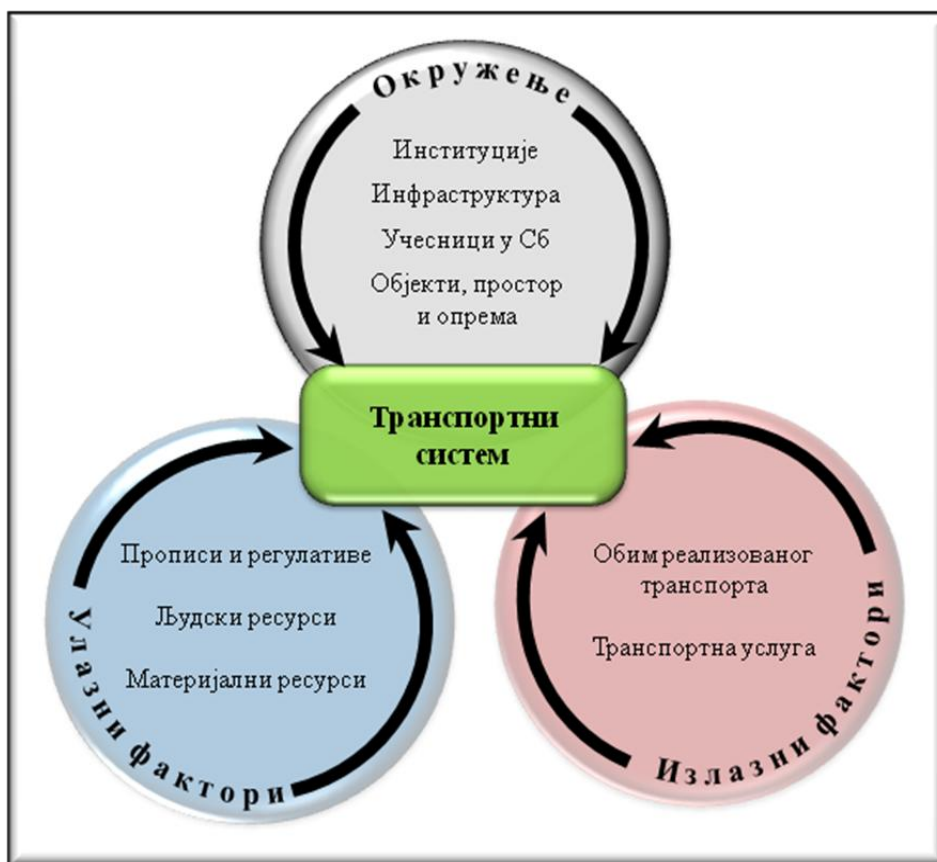 Окружење
Институције
Инфраструктура
Учесници у Сб
Објекти, простор
и опрема
Транспортни
систем
Прописи и регулативе
Људски ресурси
Материјални ресурси
Улазни фактори
Обим реализованог
транспорта
Транспортна услуга
Излазни фактори